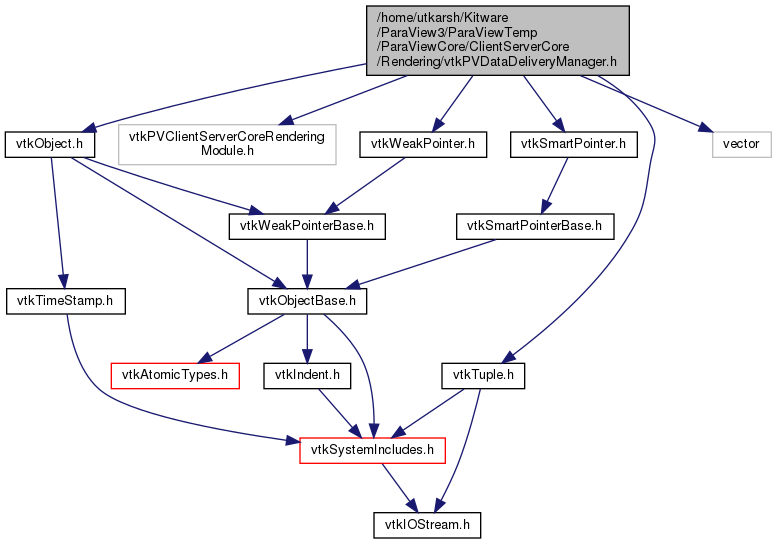 /home/utkarsh/Kitware
/ParaView3/ParaViewTemp
/ParaViewCore/ClientServerCore
/Rendering/vtkPVDataDeliveryManager.h
vtkObject.h
vtkPVClientServerCoreRendering
Module.h
vtkWeakPointer.h
vtkSmartPointer.h
vector
vtkWeakPointerBase.h
vtkSmartPointerBase.h
vtkTimeStamp.h
vtkObjectBase.h
vtkAtomicTypes.h
vtkIndent.h
vtkTuple.h
vtkSystemIncludes.h
vtkIOStream.h